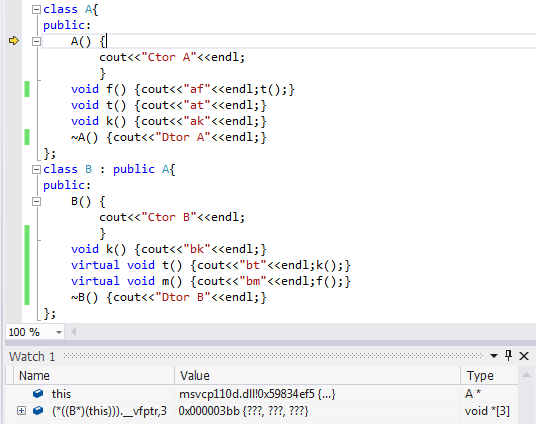 class A{
public:
A() {
cout<<"Ctor A"<<endl;
}
void f() {cout<<"af"<<endl;t();}
void t() {cout<<"at"<<endl;}
void k() {cout<<"ak"<<endl;}
~A() {cout<<"Dtor A"<<endl;}
};
class B : public A{
public:
B() {
cout<<"Ctor B"<<endl;
}
void k() {cout<<"bk"<<endl;}
virtual void t() {cout<<"bt"<<endl;k();}
virtual void m() {cout<<"bm"<<endl;f();}
~B() {cout<<"Dtor B"<<endl;}
};
100 %
Watch 1
Name Value Type
this msvcp110d.dll!0x59834ef5 {...} A *
(*((B*)(this))).__vfptr,3 0x000003bb {???, ???, ???} void *[3]